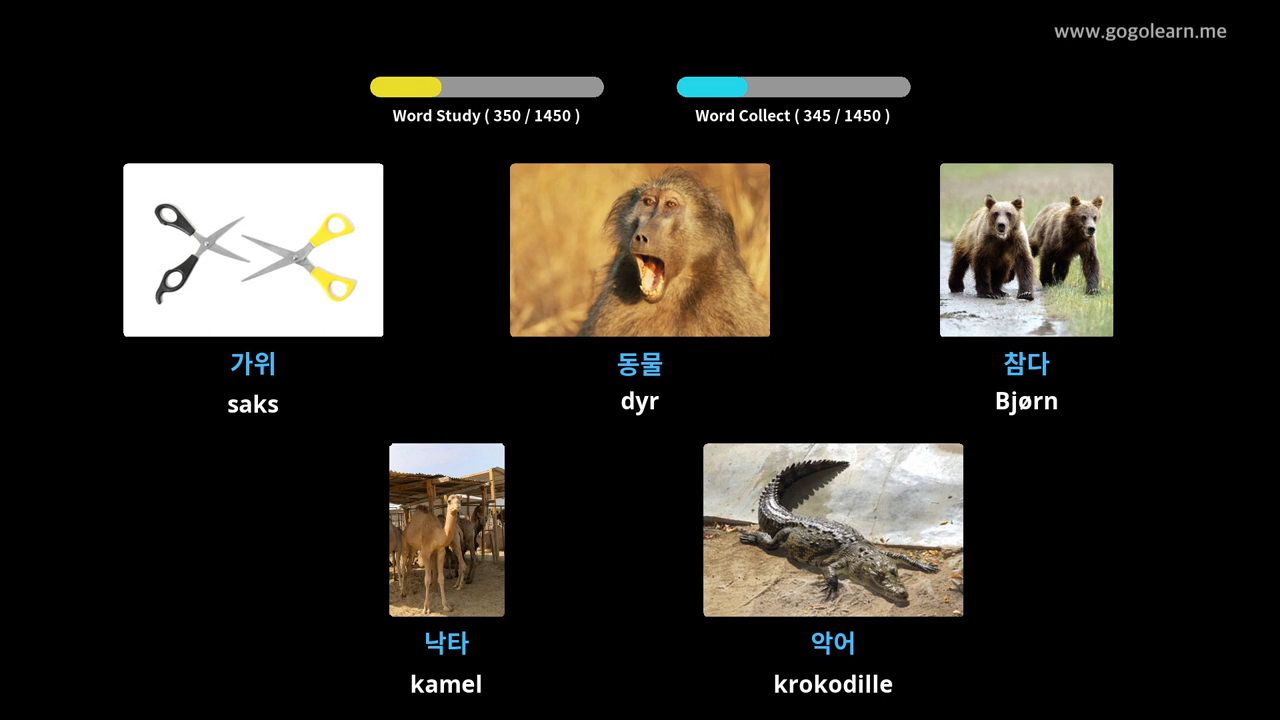 www.gogolearn.me
Word Study ( 350 / 1450 )
Word Collect ( 345 / 1450 )
가위
saks
동물
dyr
참다
Bjørn
낙타
kamel
악어
krokodille